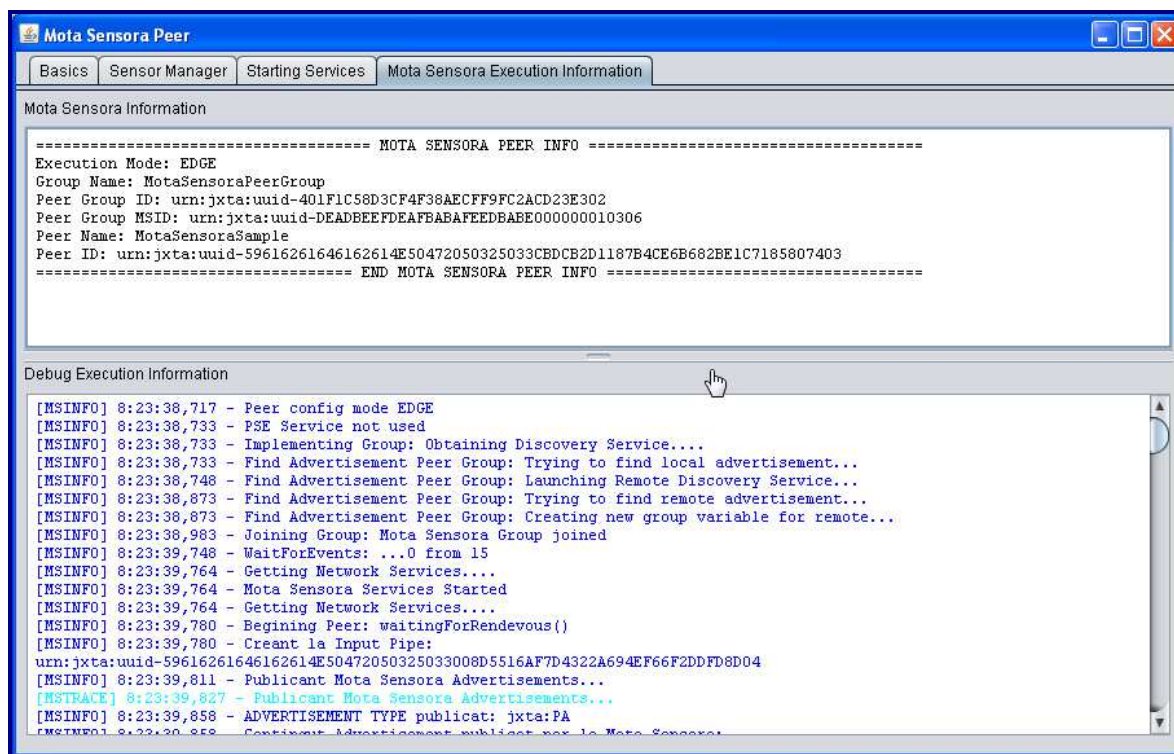 Mota Sensora Peer
Basics Sensor Manager Starting Services Mota Sensora Execution Information
Mota Sensora Information
===================================== MOTA SENSORA PEER INFO =====================================
Execution Mode: EDGE
Group Name: MotaSensoraPeerGroup
Peer Group ID: urn:jxta:uuid-401F1C58D3CF4F38AECFF9FC2ACD23E302
Peer Group MSID: urn:jxta:uuid-DEADBEEFDEAFBABAFEEDBABE000000010306
Peer Name: MotaSensoraSample
Peer ID: urn:jxta:uuid-59616261646162614E50472050325033CBDCB2D1187B4CE6B682BE1C7185807403
=================================== END MOTA SENSORA PEER INFO ===================================
Debug Execution Information
[MSINFO] 8:23:38,717 - Peer config mode EDGE
[MSINFO] 8:23:38,733 - PSE Service not used
[MSINFO] 8:23:38,733 - Implementing Group: Obtaining Discovery Service....
[MSINFO] 8:23:38,733 - Find Advertisement Peer Group: Trying to find local advertisement...
[MSINFO] 8:23:38,748 - Find Advertisement Peer Group: Launching Remote Discovery Service...
[MSINFO] 8:23:38,873 - Find Advertisement Peer Group: Trying to find remote advertisement...
[MSINFO] 8:23:38,873 - Find Advertisement Peer Group: Creating new group variable for remote...
[MSINFO] 8:23:38,983 - Joining Group: Mota Sensora Group joined
[MSINFO] 8:23:39,748 - WaitForEvents: ...0 from 15
[MSINFO] 8:23:39,764 - Getting Network Services....
[MSINFO] 8:23:39,764 - Mota Sensora Services Started
[MSINFO] 8:23:39,764 - Getting Network Services....
[MSINFO] 8:23:39,780 - Begining Peer: waitingForRendevous()
[MSINFO] 8:23:39,780 - Creant la Input Pipe:
urn:jxta:uuid-59616261646162614E50472050325033008D5516AF7D4322A694EF66F2DDFD8D04
[MSINFO] 8:23:39,811 - Publicant Mota Sensora Advertisements...
[MSTRACE] 8:23:39,827 - Publicant Mota Sensora Advertisements...
[MSINFO] 8:23:39,858 - ADVERTISEMENT TYPE publicat: jxta:PA
[MSINFO] 8:23:39,858 - Contingut Advertisement publicat per la Mota Sensora: